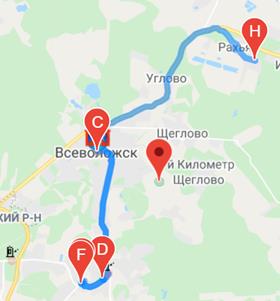 H
Рахья
Углово
C
Щеглово
Всеволожск
й Километр
Щеглово
КИЙ Р-Н
F
D